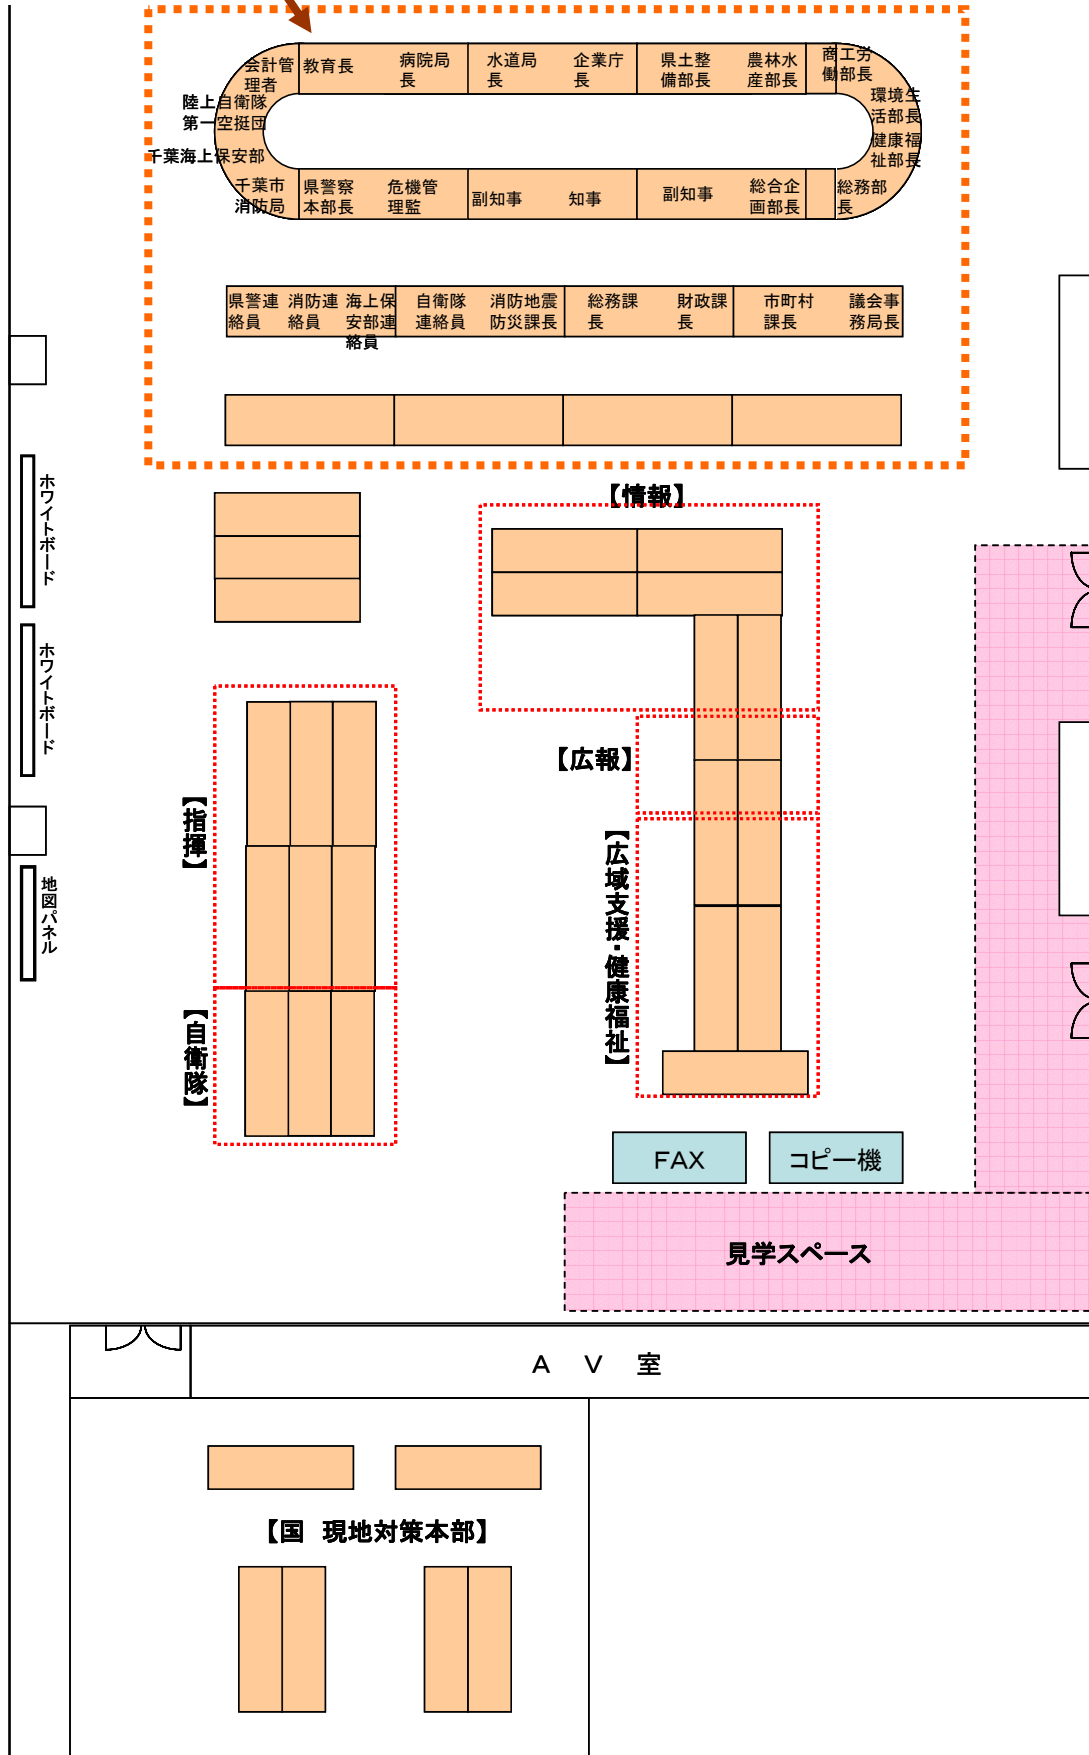 会計管
理者
教育長
病院局
長
水道局
長
企業庁
長
県土整
備部長
農林水
産部長
商工労
働部長
環境生
活部長
健康福
祉部長
陸上自衛隊
第一空挺団
千葉海上保安部
千葉市
消防局
県警察
本部長
危機管
理監
副知事
知事
副知事
総合企
画部長
総務部
長
県警連
絡員
消防連
絡員
海上保
安部連
絡員
自衛隊
連絡員
消防地震
防災課長
総務課
長
財政課
長
市町村
課長
議会事
務局長
ホワイトボード
【情報】
ホワイトボード
【広報】
【指揮】
【広域支援・健康福祉】
地図パネル
【自衛隊】
FAX
コピー機
見学スペース
A V 室
【国 現地対策本部】